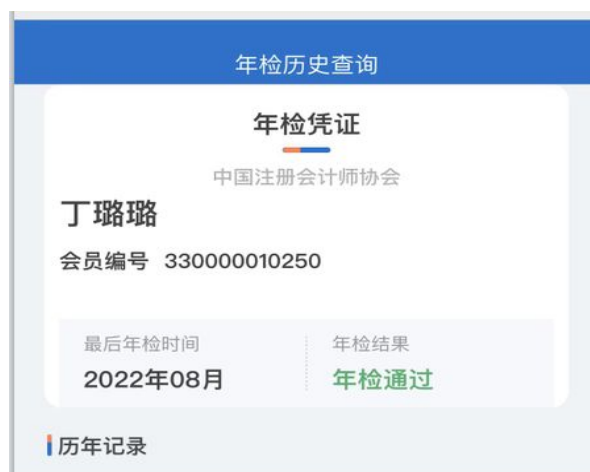 年检历史查询
年检凭证
中国注册会计师协会
丁璐璐
会员编号 330000010250
最后年检时间 年检结果
2022年08月 年检通过
历年记录